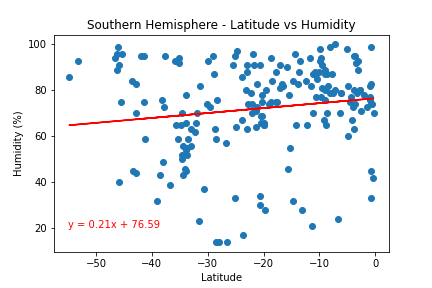 Southern Hemisphere - Latitude vs Humidity
Humidity (%)
100
80
60
40
20
y = 0.21x + 76.59
−50
−40
−30
−20
−10
0
Latitude